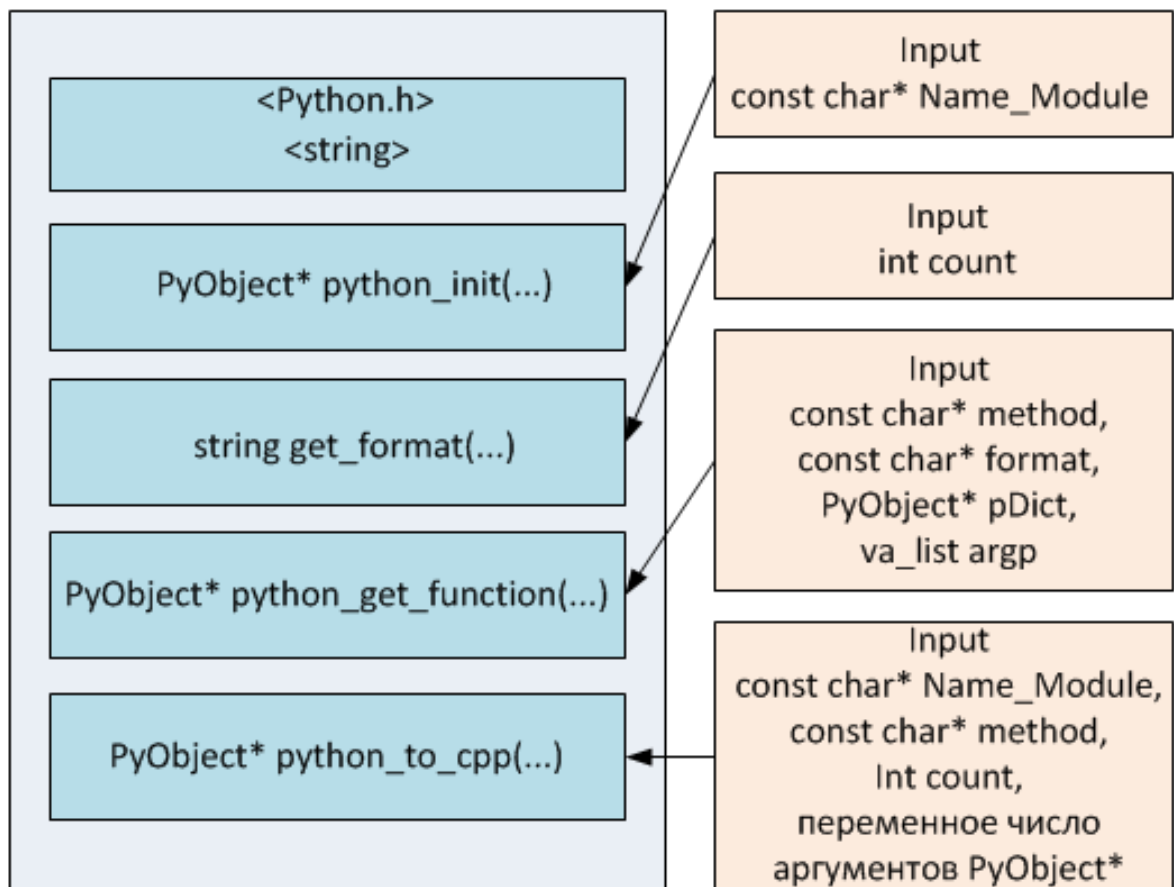 <Python.h>
<string>
PyObject* python_init(...)
string get_format(...)
PyObject* python_get_function(...)
PyObject* python_to_cpp(...)
Input
const char* Name_Module
Input
int count
Input
const char* method,
const char* format,
PyObject* pDict,
va_list argp
Input
const char* Name_Module,
const char* method,
Int count,
переменное число
аргументов PyObject*